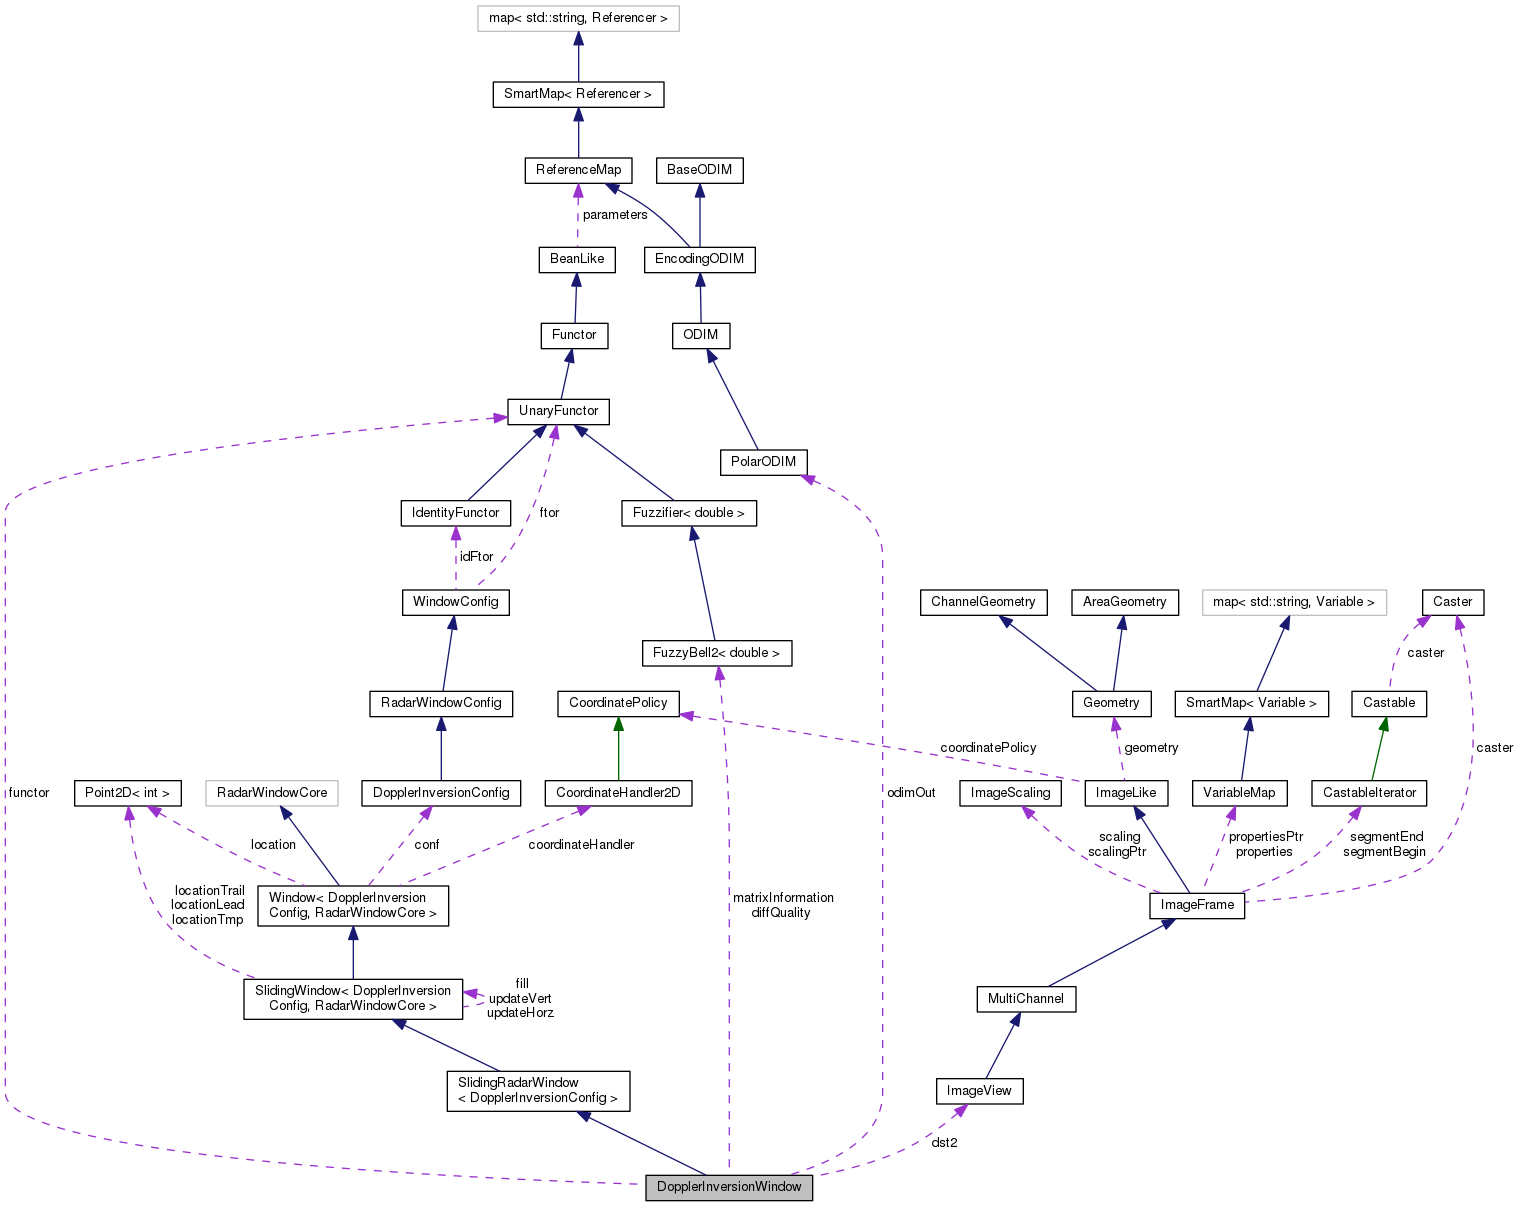 map< std::string, Referencer >
SmartMap< Referencer >
ReferenceMap
BaseODIM
parameters
BeanLike
EncodingODIM
Functor
ODIM
UnaryFunctor
PolarODIM
IdentityFunctor
ftor
Fuzzifier< double >
idFtor
WindowConfig
ChannelGeometry
AreaGeometry
map< std::string, Variable >
Caster
FuzzyBell2< double >
caster
RadarWindowConfig
CoordinatePolicy
Geometry
SmartMap< Variable >
Castable
coordinatePolicy
geometry
caster
functor
Point2D< int >
RadarWindowCore
DopplerInversionConfig
CoordinateHandler2D
odimOut
ImageScaling
ImageLike
VariableMap
CastableIterator
location
conf
coordinateHandler
scaling
scalingPtr
propertiesPtr
properties
segmentEnd
segmentBegin
locationTrail
locationLead
locationTmp
Window< DopplerInversion
Config, RadarWindowCore >
matrixInformation
diffQuality
ImageFrame
SlidingWindow< DopplerInversion
Config, RadarWindowCore >
fill
updateVert
updateHorz
MultiChannel
SlidingRadarWindow
< DopplerInversionConfig >
ImageView
dst2
DopplerInversionWindow